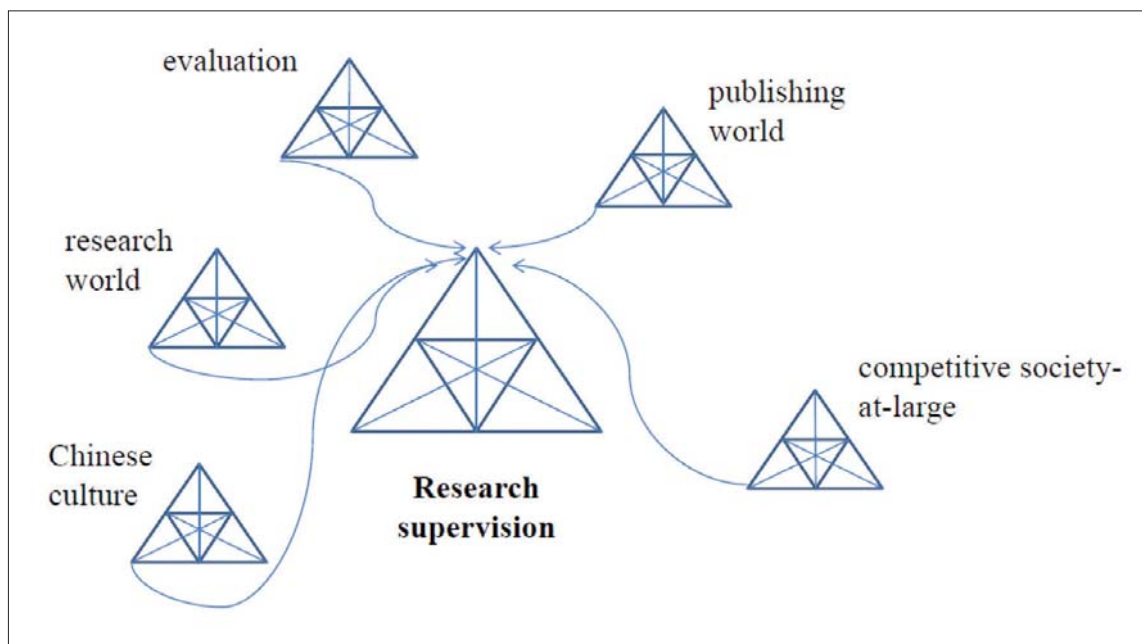 evaluation
publishing
world
research
world
competitive society-
at-large
Chinese
culture
Research
supervision